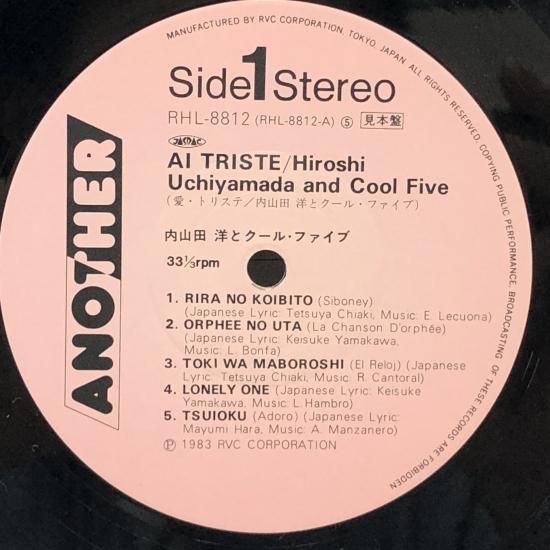 MANUFACTURED BY RVC CORPORATION, TOKYO, JAPAN. ALL RIGHTS RESERVED. COPYING PUBLIC PERFORMANCE, BROADCASTING OF THESE RECORDS ARE FORBIDDEN
Side 1 Stereo
RHL-8812 (RHL-8812-A) ⑤ 見本盤
JASRAC
ANOTHER
AI TRISTE/Hiroshi
Uchiyamada and Cool Five
(愛・トリステ/内山田 洋とクール・ファイブ)
内山田 洋とクール・ファイブ
33⅓rpm
1. RIRA NO KOIBITO (Siboney)
(Japanese Lyric: Tetsuya Chiaki, Music: E. Lecuona)
2. ORPHEE NO UTA (La Chanson D'orphée)
(Japanese Lyric: Keisuke Yamakawa,
Music: L. Bonfa)
3. TOKI WA MABOROSHI (El Reloj) (Japanese
Lyric: Tetsuya Chiaki, Music: R. Cantoral)
4. LONELY ONE (Japanese Lyric: Keisuke
Yamakawa, Music: L. Hambro)
5. TSUIOKU (Adoro) (Japanese Lyric:
Mayumi Hara, Music: A. Manzanero)
Ⓟ 1983 RVC CORPORATION